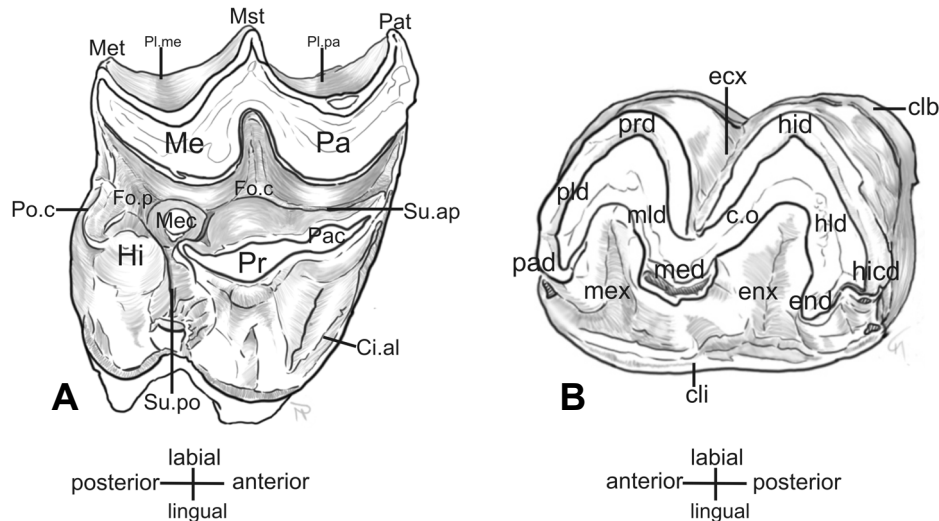 Met
Pl.me
Mst
Pl.pa
Pat
Me
Pa
Po.c
Fo.p
Mec
Fo.c
Su.ap
Hi
Pr
Pac
Ci.al
A
Su.po
labial
posterior anterior
lingual
ecx
clb
prd
hid
pld
mld
c.o
hld
pad
mex
med
enx
end
hicd
B
cli
labial
anterior posterior
lingual